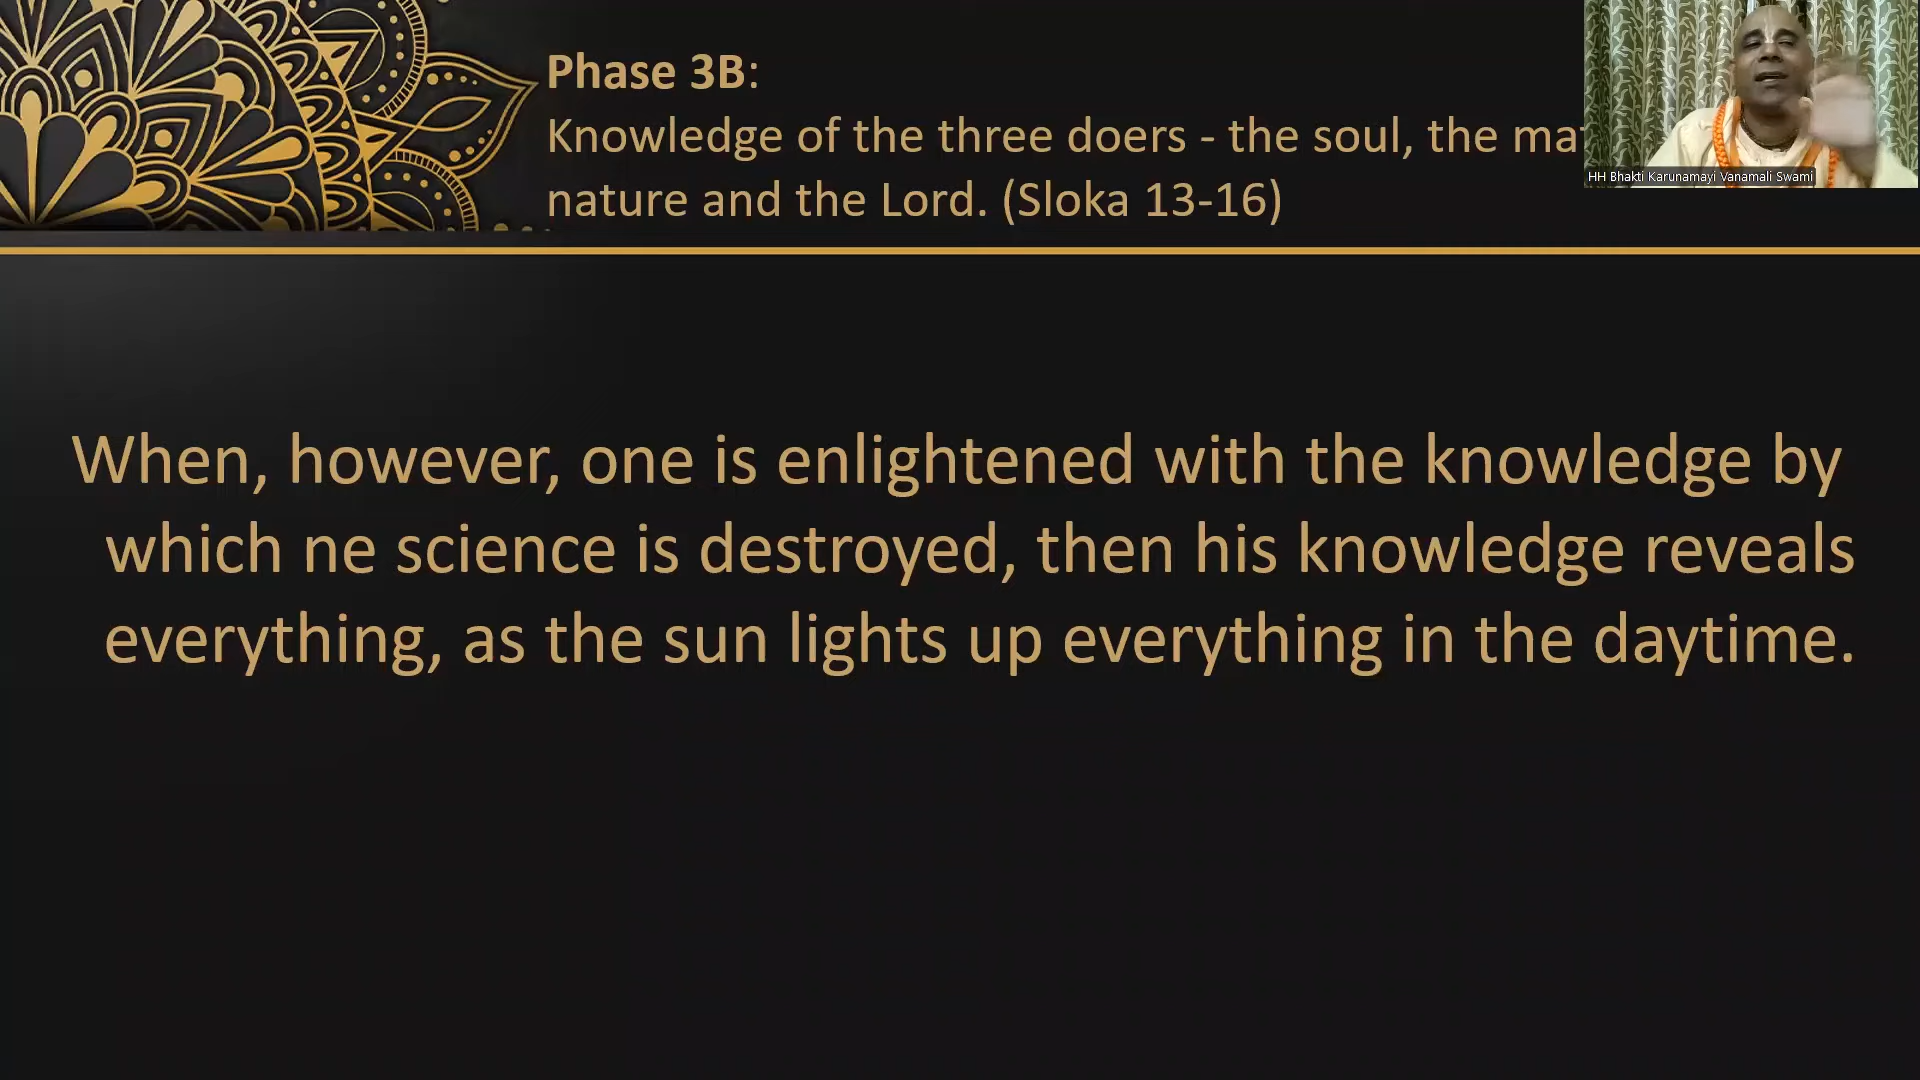 Phase 3B:
Knowledge of the three doers - the soul, the mat
nature and the Lord. (Sloka 13-16)
HH Bhakti Karunamayi Vanamali Swami
When, however, one is enlightened with the knowledge by
which ne science is destroyed, then his knowledge reveals
everything, as the sun lights up everything in the daytime.